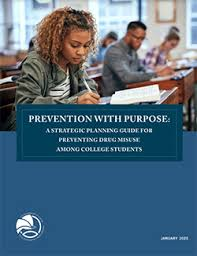 PREVENTION WITH PURPOSE:
A STRATEGIC PLANNING GUIDE FOR
PREVENTING DRUG MISUSE
AMONG COLLEGE STUDENTS
JANUARY 2020